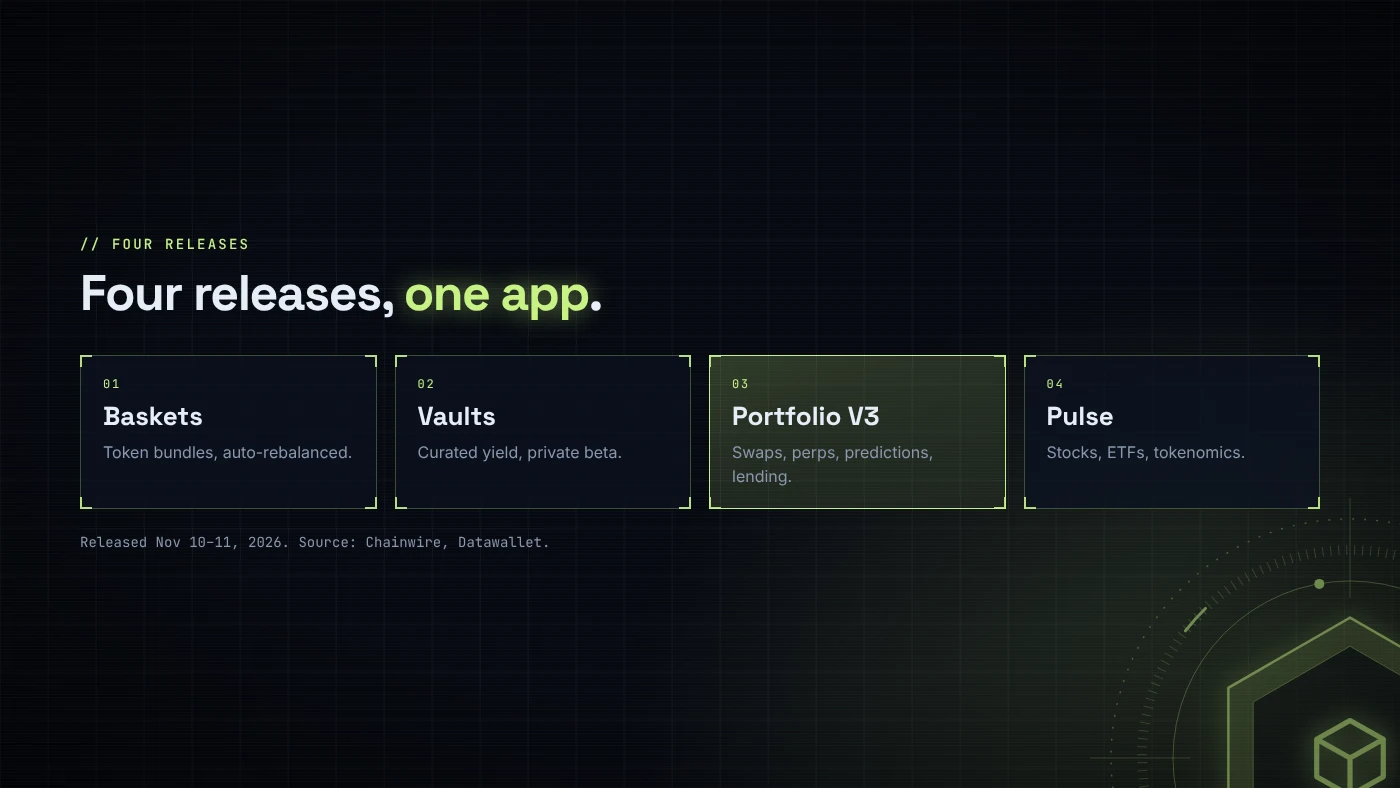 // FOUR RELEASES
Four releases, one app.
01
Baskets
Token bundles, auto-rebalanced.
02
Vaults
Curated yield, private beta.
03
Portfolio V3
Swaps, perps, predictions,
lending.
04
Pulse
Stocks, ETFs, tokenomics.
Released Nov 10–11, 2026. Source: Chainwire, Datawallet.